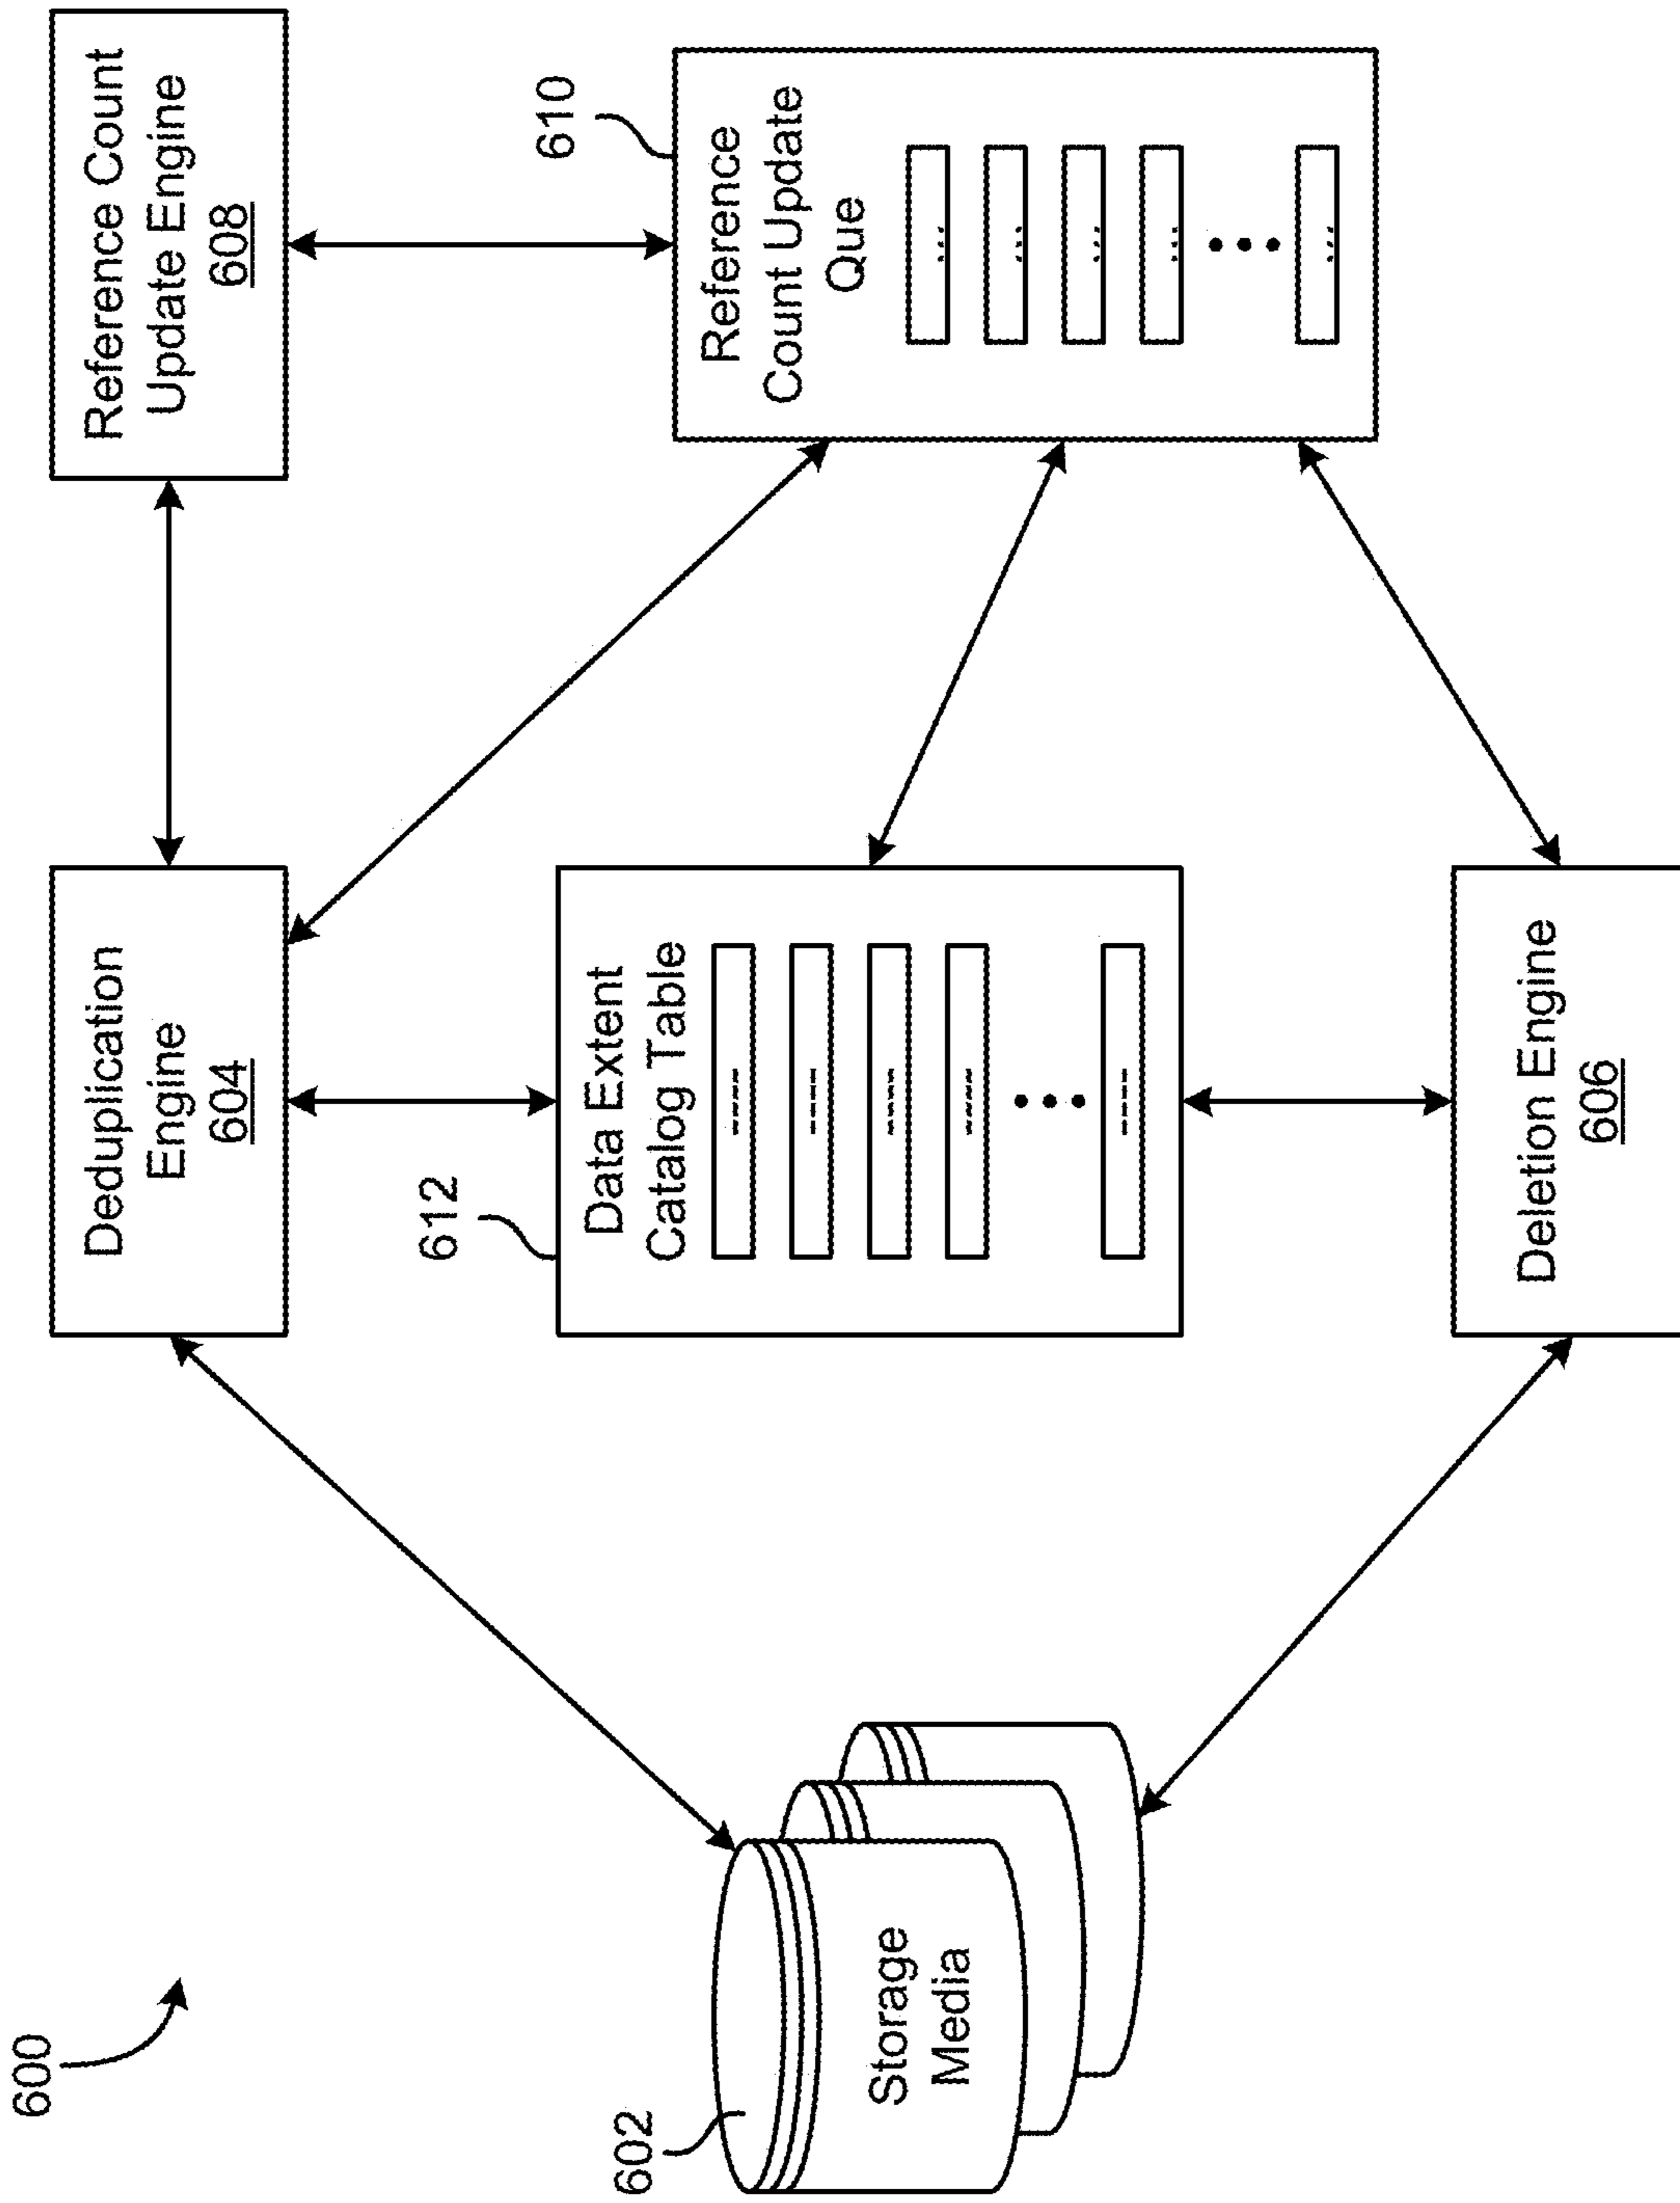 600
602
Storage
Media
Deduplication
Engine
604
612
Data Extent
Catalog Table
Deletion Engine
606
Reference Count
Update Engine
608
610
Reference
Count Update
Que